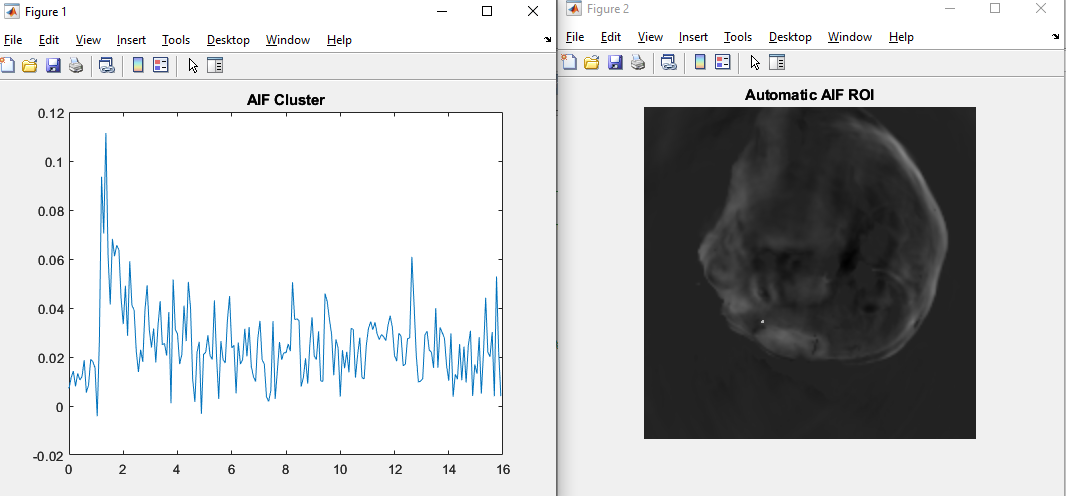 Figure 1
File Edit View Insert Tools Desktop Window Help
AIF Cluster
0.12
0.1
0.08
0.06
0.04
0.02
0
-0.02
0 2 4 6 8 10 12 14 16
Figure 2
File Edit View Insert Tools Desktop Window Help
Automatic AIF ROI